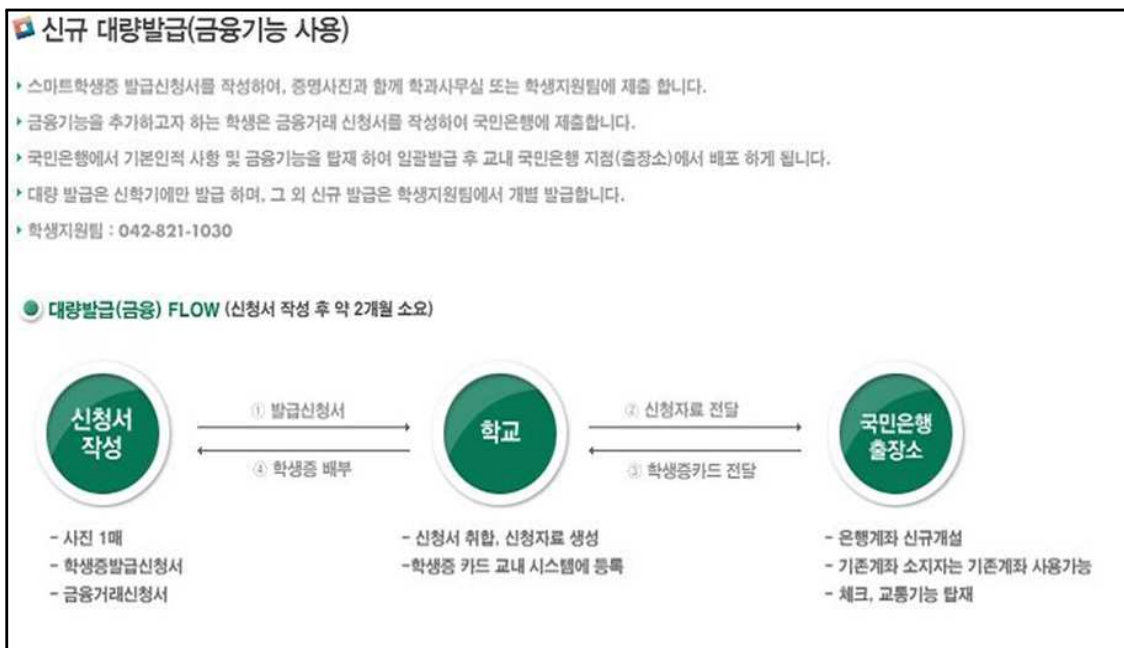 신규 대량발급(금융기능 사용)
스마트학생증 발급신청서를 작성하여, 증명사진과 함께 학과사무실 또는 학생지원팀에 제출 합니다.
금융기능을 추가하고자 하는 학생은 금융거래 신청서를 작성하여 국민은행에 제출합니다.
국민은행에서 기본인적 사항 및 금융기능을 탑재 하여 일괄발급 후 교내 국민은행 지점(출장소)에서 배포 하게 됩니다.
대량 발급은 신학기에만 발급 하며, 그 외 신규 발급은 학생지원팀에서 개별 발급합니다.
학생지원팀 : 042-821-1030
대량발급(금융) FLOW (신청서 작성 후 약 2개월 소요)
신청서
작성
① 발급신청서
④ 학생증 배부
학교
② 신청자료 전달
③ 학생증카드 전달
국민은행
출장소
- 사진 1매
- 학생증발급신청서
- 금융거래신청서
- 신청서 취합, 신청자료 생성
-학생증 카드 교내 시스템에 등록
- 은행계좌 신규개설
- 기존계좌 소지자는 기존계좌 사용가능
- 체크, 교통기능 탑재